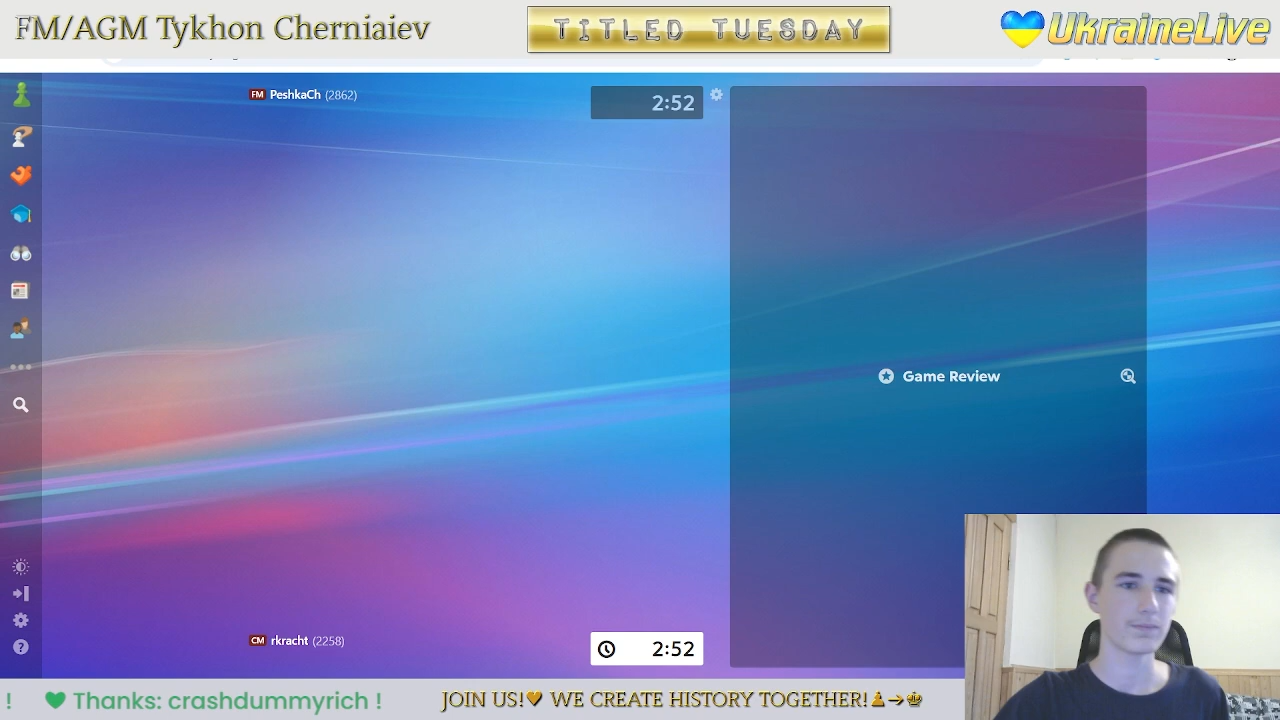 FM/AGM Tykhon Cherniaiev
TITLED TUESDAY
UkraineLive
FM PeshkaCh (2862)
2:52
Game Review
CM rkracht (2258)
2:52
! 💚 Thanks: crashdummyrich !
JOIN US!♥ WE CREATE HISTORY TOGETHER!♟→♚